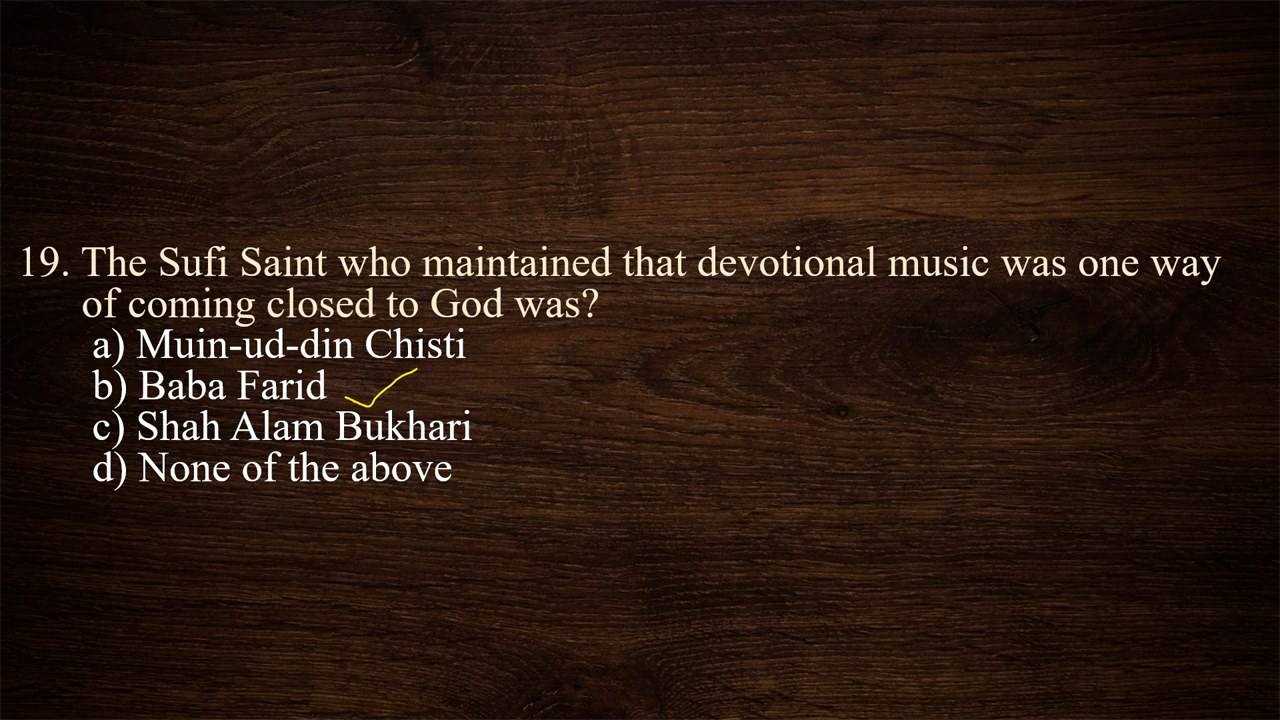 19. The Sufi Saint who maintained that devotional music was one way
of coming closed to God was?
a) Muin-ud-din Chisti
b) Baba Farid
c) Shah Alam Bukhari
d) None of the above